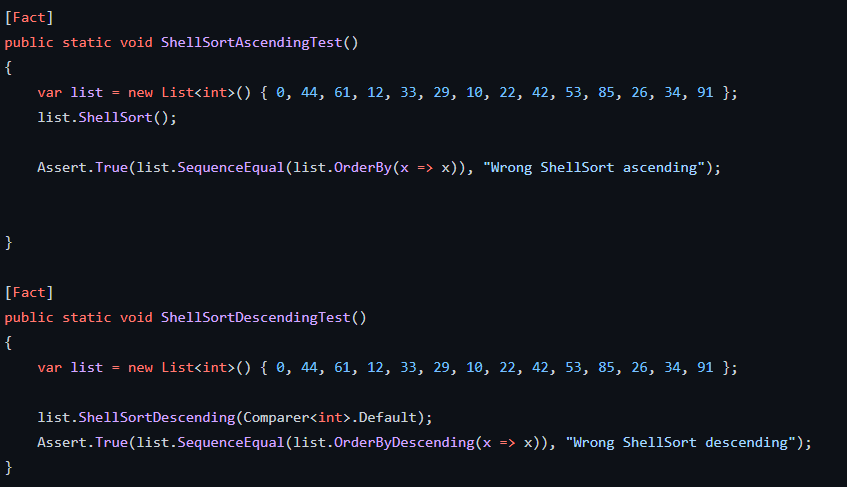 [Fact]
public static void ShellSortAscendingTest()
{
    var list = new List<int>() { 0, 44, 61, 12, 33, 29, 10, 22, 42, 53, 85, 26, 34, 91 };
    list.ShellSort();

    Assert.True(list.SequenceEqual(list.OrderBy(x => x)), "Wrong ShellSort ascending");


}

[Fact]
public static void ShellSortDescendingTest()
{
    var list = new List<int>() { 0, 44, 61, 12, 33, 29, 10, 22, 42, 53, 85, 26, 34, 91 };

    list.ShellSortDescending(Comparer<int>.Default);
    Assert.True(list.SequenceEqual(list.OrderByDescending(x => x)), "Wrong ShellSort descending");
}